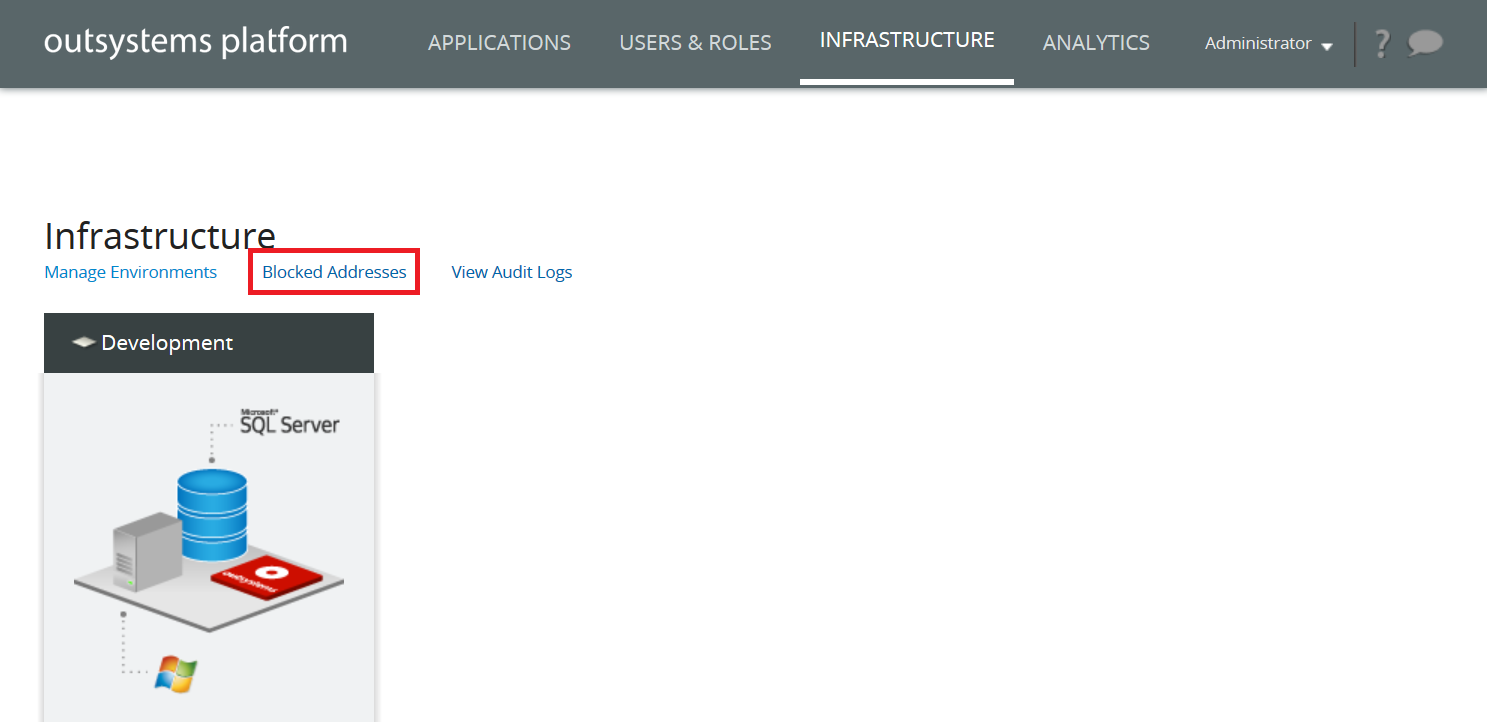 outsystems platform APPLICATIONS USERS & ROLES INFRASTRUCTURE ANALYTICS Administrator ?
Infrastructure
Manage Environments Blocked Addresses View Audit Logs
Development
Microsoft®
SQL Server
outsystems